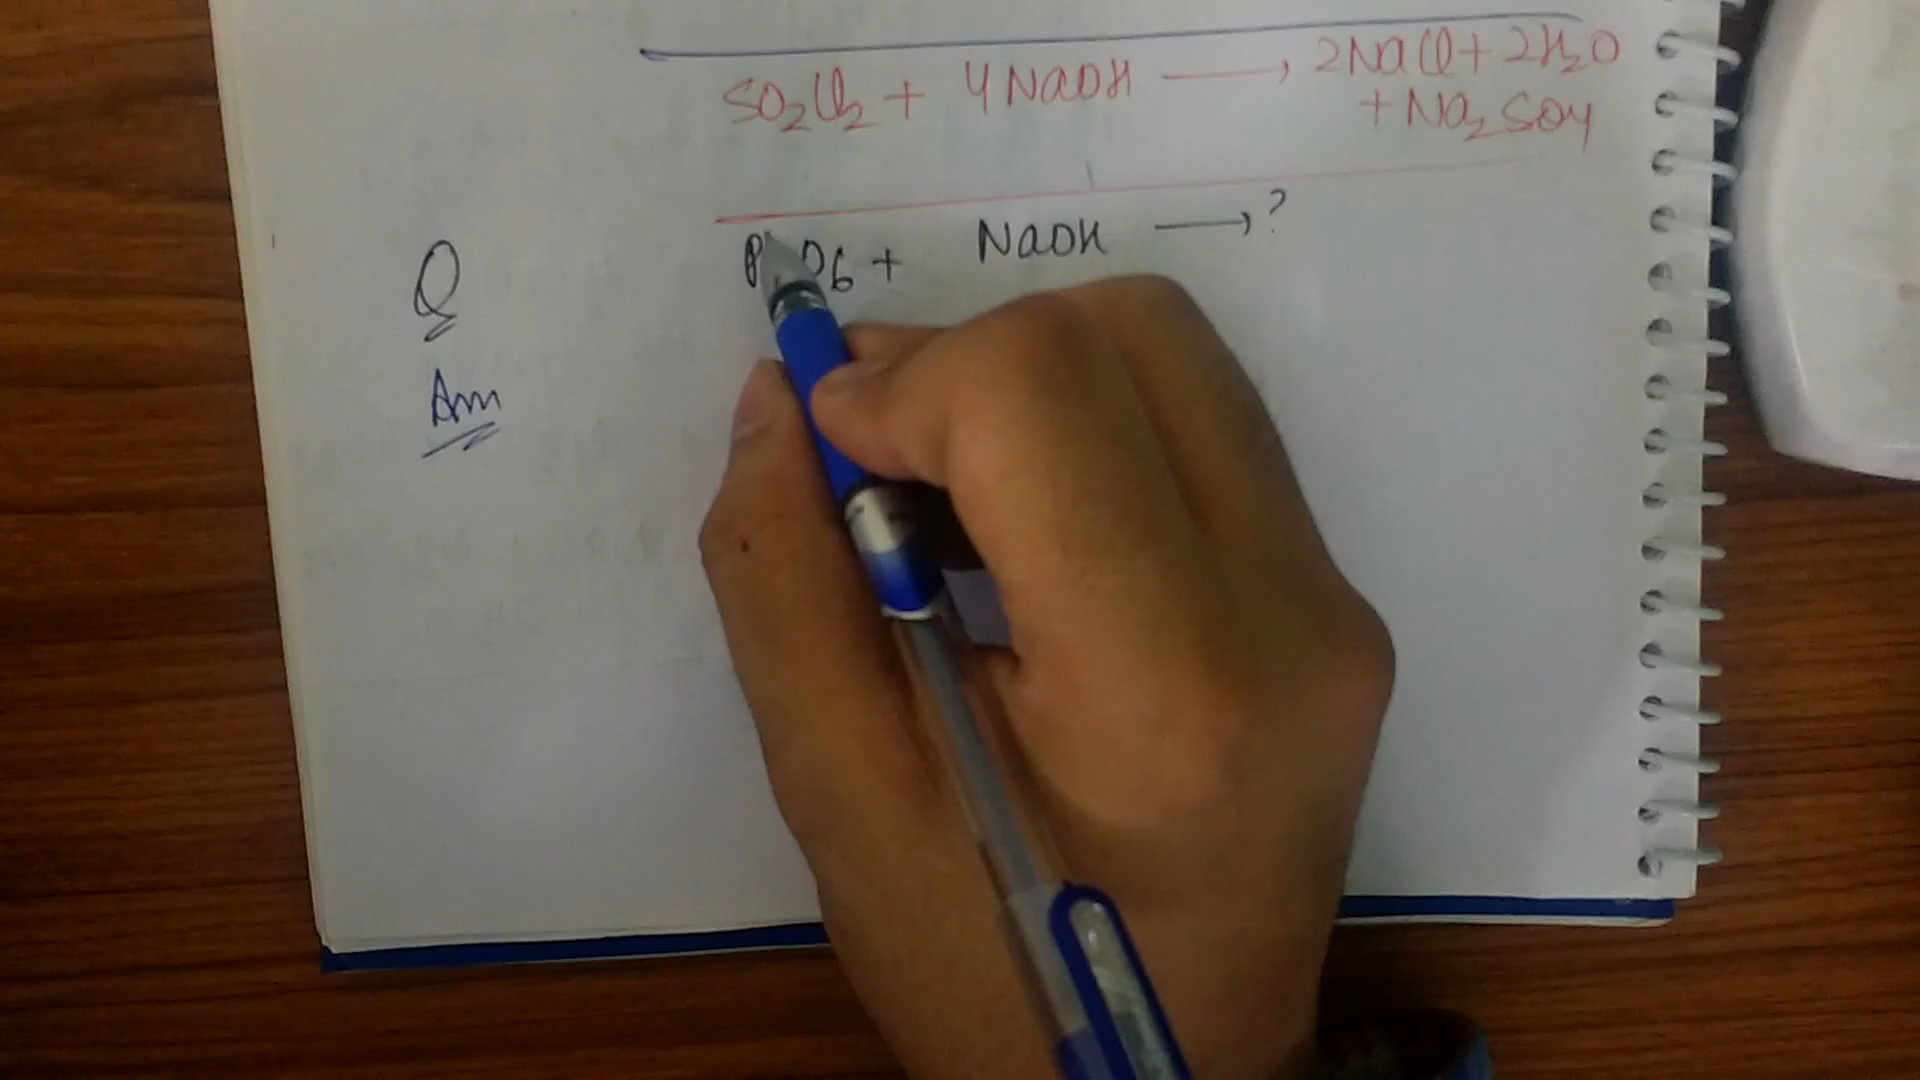 SO2Cl2 + 4NaOH ⟶ 2NaCl + 2H2O
+ Na2SO4
Q
O6 + NaOH ⟶ ?
Ans